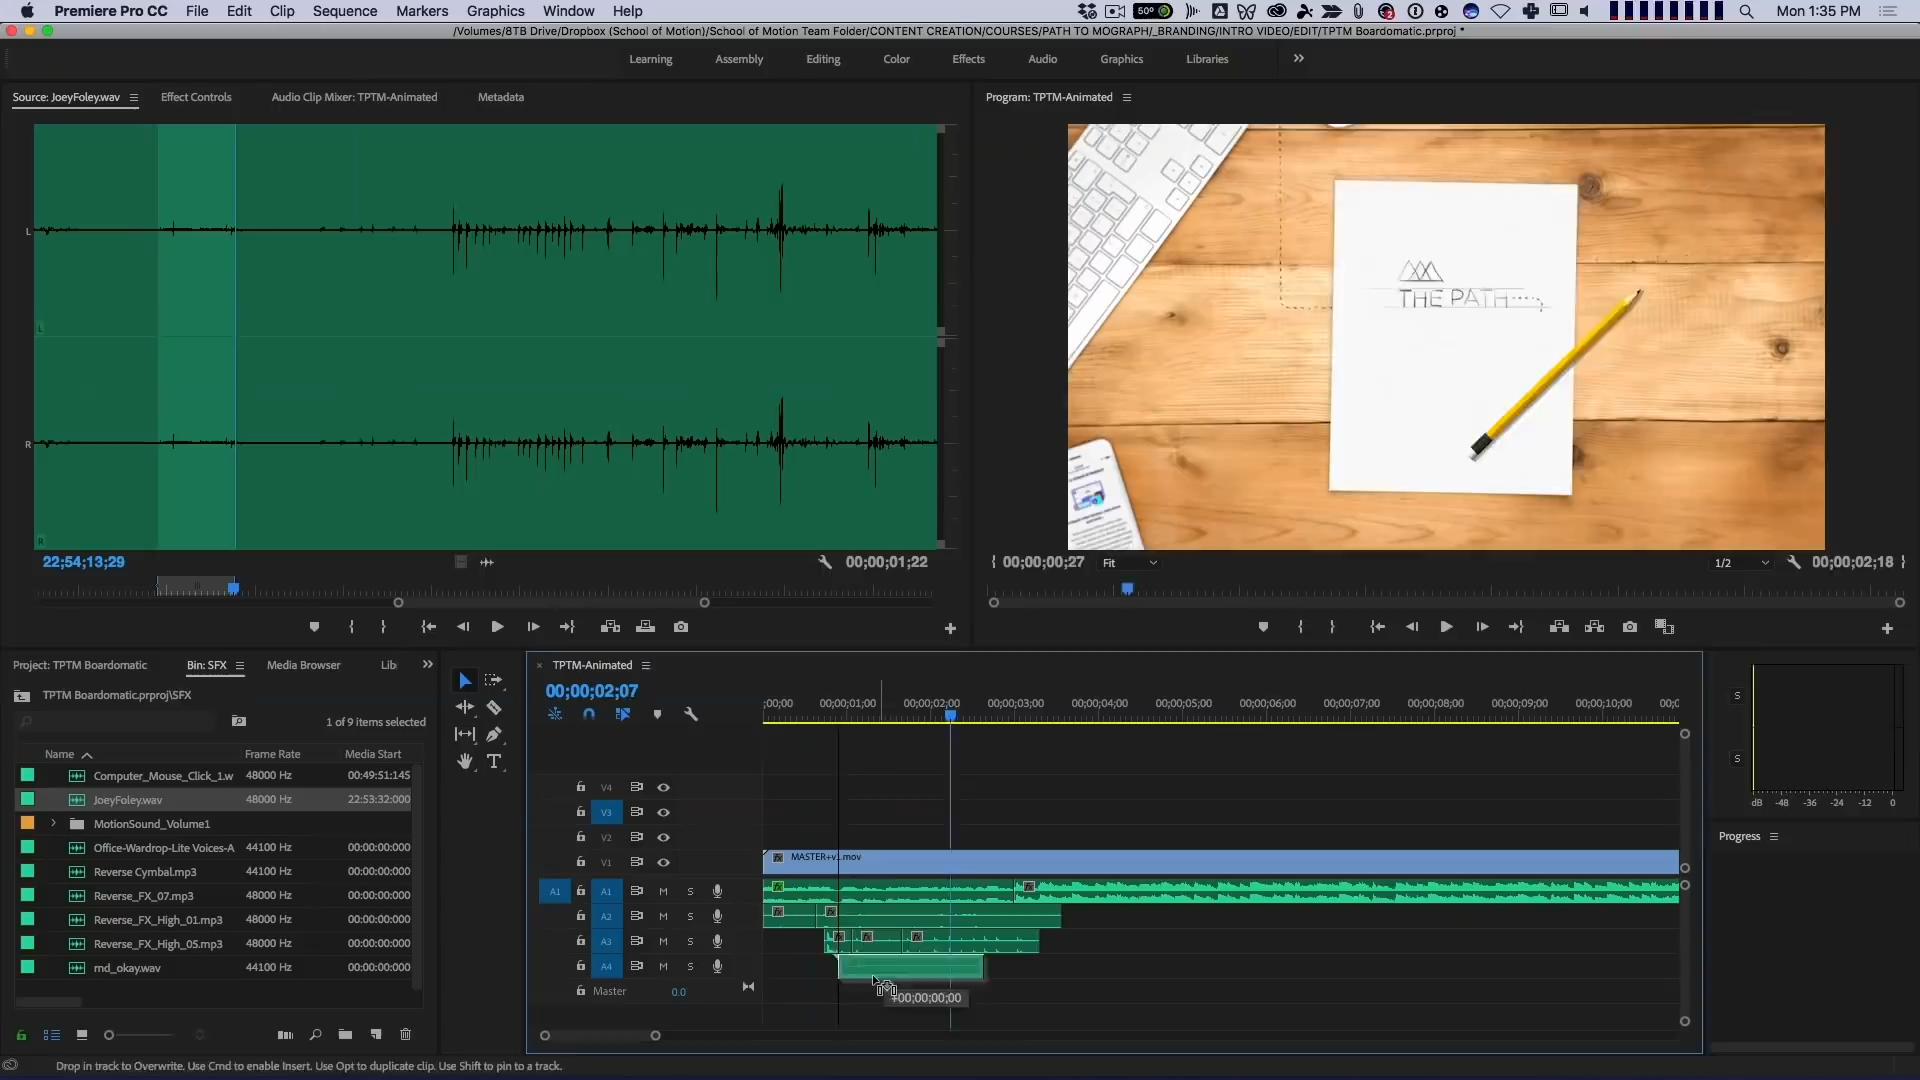 Premiere Pro CC File Edit Clip Sequence Markers Graphics Window Help
50° 2 Mon 1:35 PM
/Volumes/8TB Drive/Dropbox (School of Motion)/School of Motion Team Folder/CONTENT CREATION/COURSES/PATH TO MOGRAPH/_BRANDING/INTRO VIDEO/EDIT/TPTM Boardomatic.prproj *
Learning Assembly Editing Color Effects Audio Graphics Libraries
Source: JoeyFoley.wav Effect Controls Audio Clip Mixer: TPTM-Animated Metadata
Program: TPTM-Animated
L
R
L
R
THE PATH
22;54;13;29 00;00;01;22
00;00;00;27 Fit 1/2 00;00;02;18
Project: TPTM Boardomatic Bin: SFX Media Browser Lib
TPTM Boardomatic.prproj\SFX
1 of 9 items selected
Name Frame Rate Media Start
Computer_Mouse_Click_1.w 48000 Hz 00:49:51:145
JoeyFoley.wav 48000 Hz 22:53:32:000
MotionSound_Volume1
Office-Wardrop-Lite Voices-A 44100 Hz 00:00:00:000
Reverse Cymbal.mp3 44100 Hz 00:00:00:000
Reverse_FX_07.mp3 48000 Hz 00:00:00:000
Reverse_FX_High_01.mp3 48000 Hz 00:00:00:000
Reverse_FX_High_05.mp3 48000 Hz 00:00:00:000
rnd_okay.wav 44100 Hz 00:00:00:000
TPTM-Animated
00;00;02;07
;00;00 00;00;01;00 00;00;02;00 00;00;03;00 00;00;04;00 00;00;05;00 00;00;06;00 00;00;07;00 00;00;08;00 00;00;09;00 00;00;10;00 00;0
V4
V3
V2
V1 MASTER+v1.mov
A1 A1 M S
A2 M S
A3 M S
A4 M S
Master 0.0
+00;00;00;00
S
S
dB -48 -36 -24 -12 0
Progress
Drop in track to Overwrite. Use Cmd to enable Insert. Use Opt to duplicate clip. Use Shift to pin to a track.